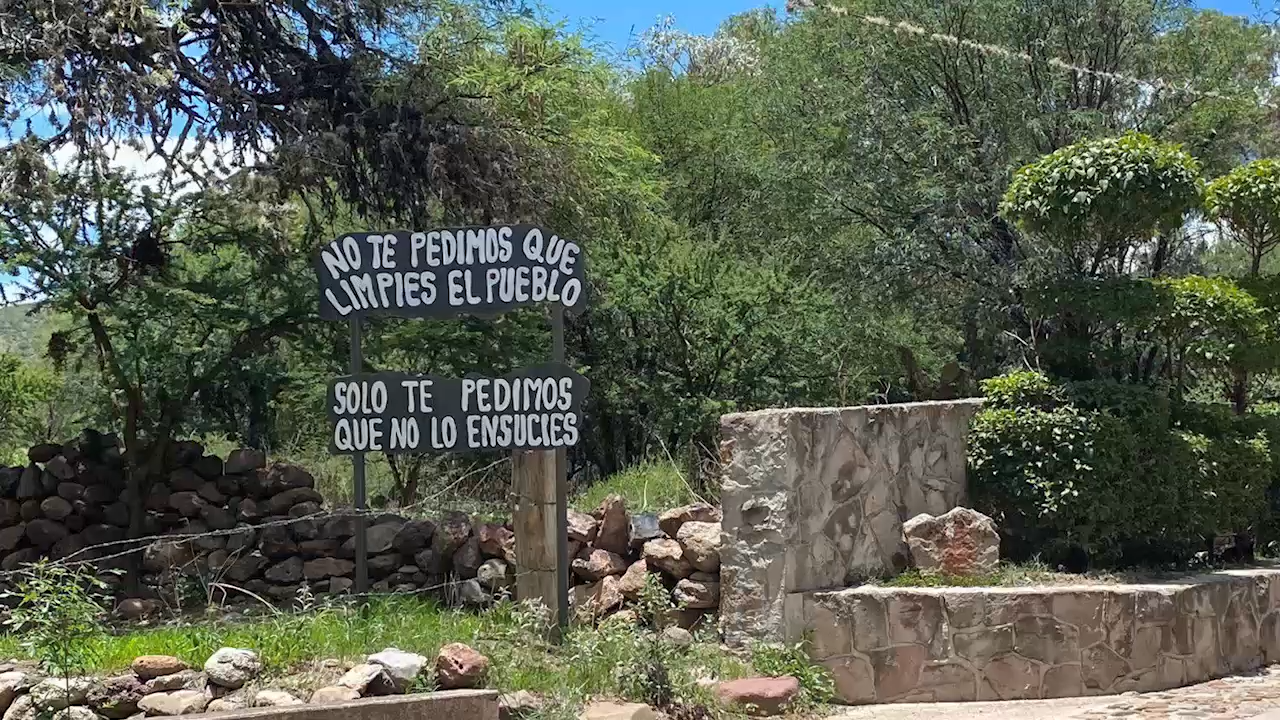 NO TE PEDIMOS QUE
LIMPIES EL PUEBLO
SOLO TE PEDIMOS
QUE NO LO ENSUCIES